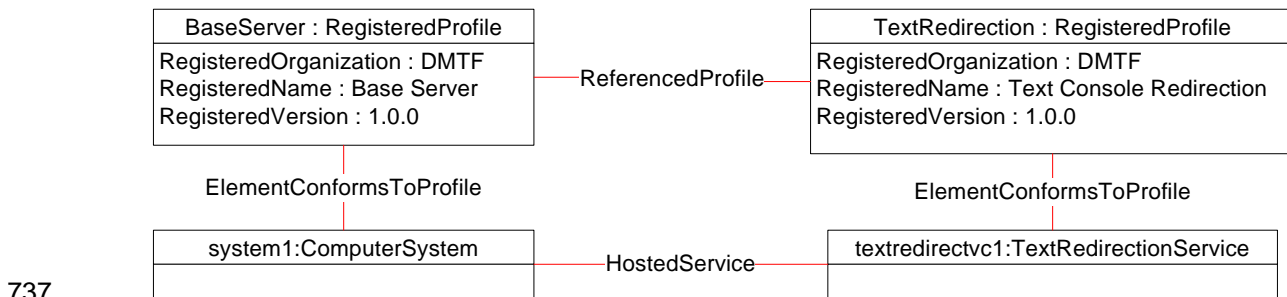 BaseServer : RegisteredProfile
RegisteredOrganization : DMTF
RegisteredName : Base Server
RegisteredVersion : 1.0.0
ReferencedProfile
TextRedirection : RegisteredProfile
RegisteredOrganization : DMTF
RegisteredName : Text Console Redirection
RegisteredVersion : 1.0.0
ElementConformsToProfile
ElementConformsToProfile
system1:ComputerSystem
HostedService
textredirectvc1:TextRedirectionService
737